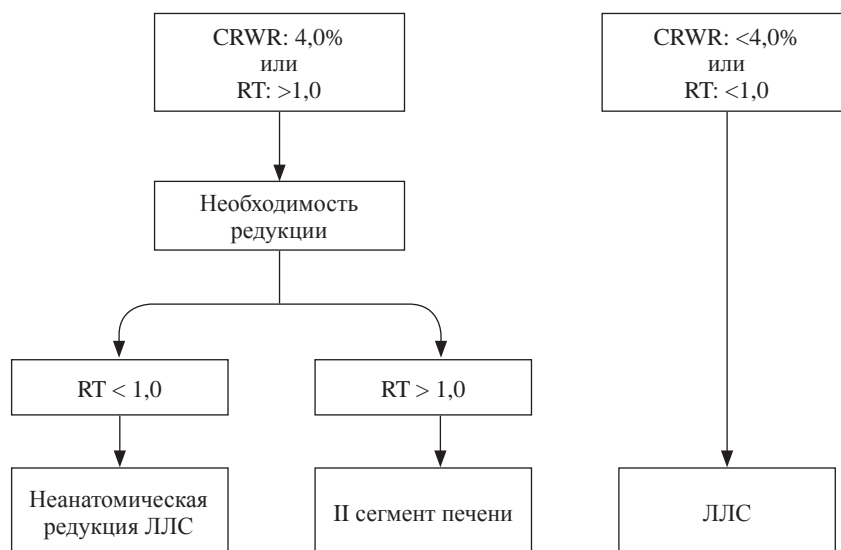 CRWR: 4,0%
или
RT: >1,0
CRWR: <4,0%
или
RT: <1,0
Необходимость
редукции
RT < 1,0
RT > 1,0
Неанатомическая
редукция ЛЛС
II сегмент печени
ЛЛС